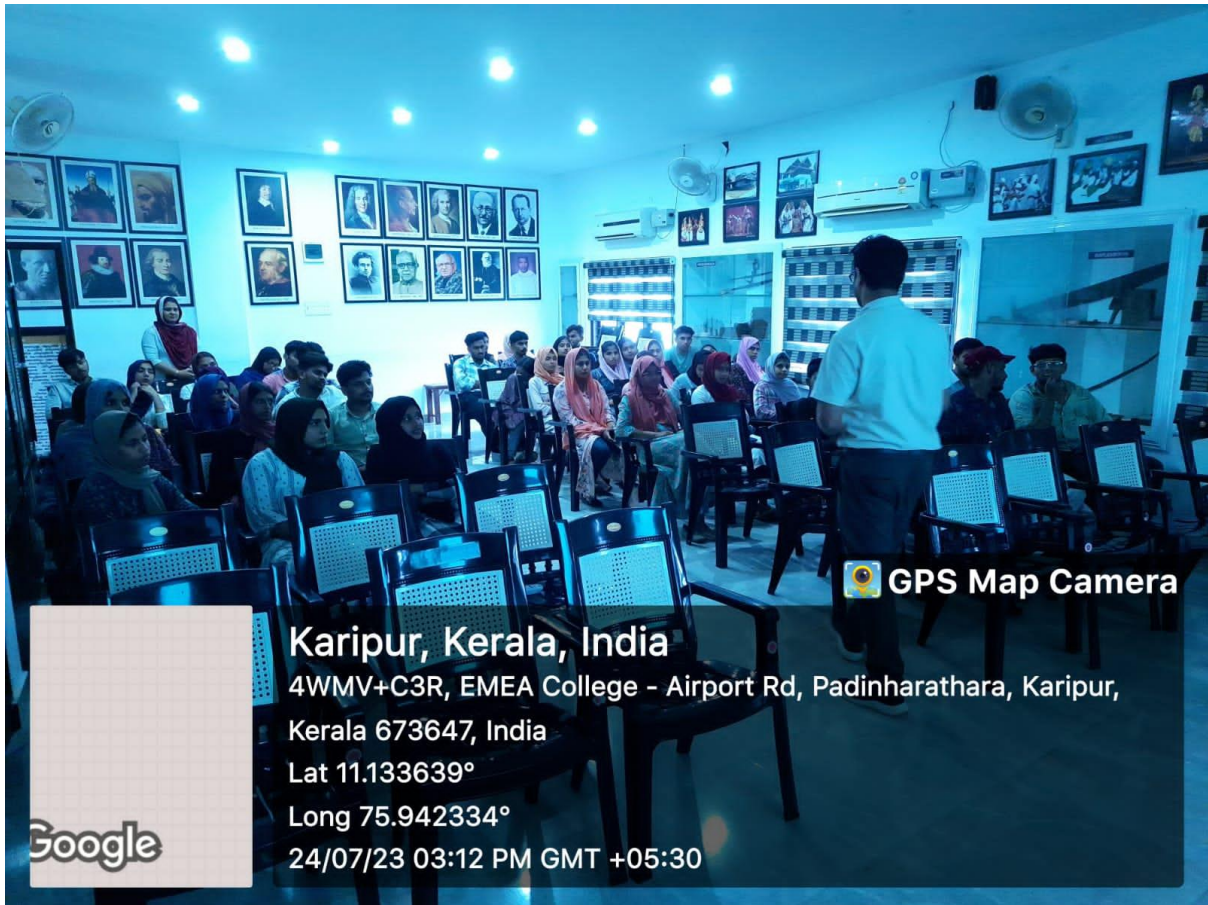 GPS Map Camera
Karipur, Kerala, India
4WMV+C3R, EMEA College - Airport Rd, Padinharathara, Karipur,
Kerala 673647, India
Lat 11.133639°
Long 75.942334°
24/07/23 03:12 PM GMT +05:30
Google